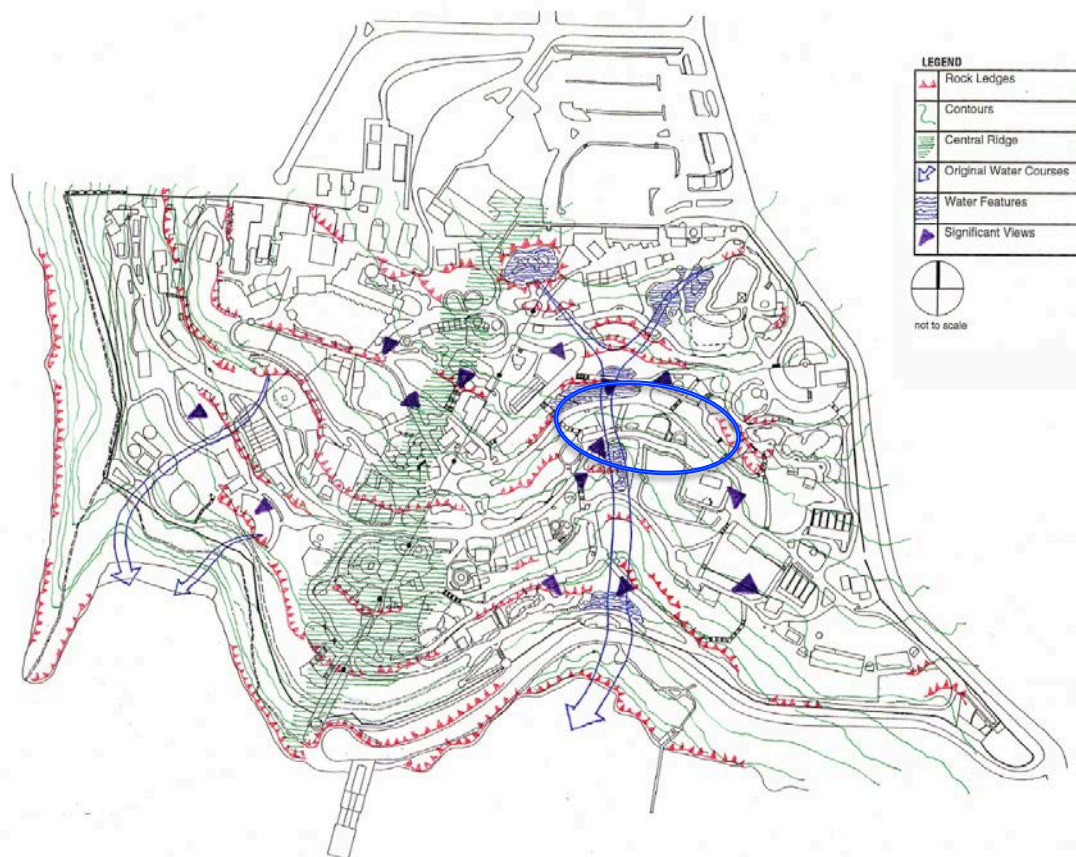 LEGEND
Rock Ledges
Contours
Central Ridge
Original Water Courses
Water Features
Significant Views
not to scale